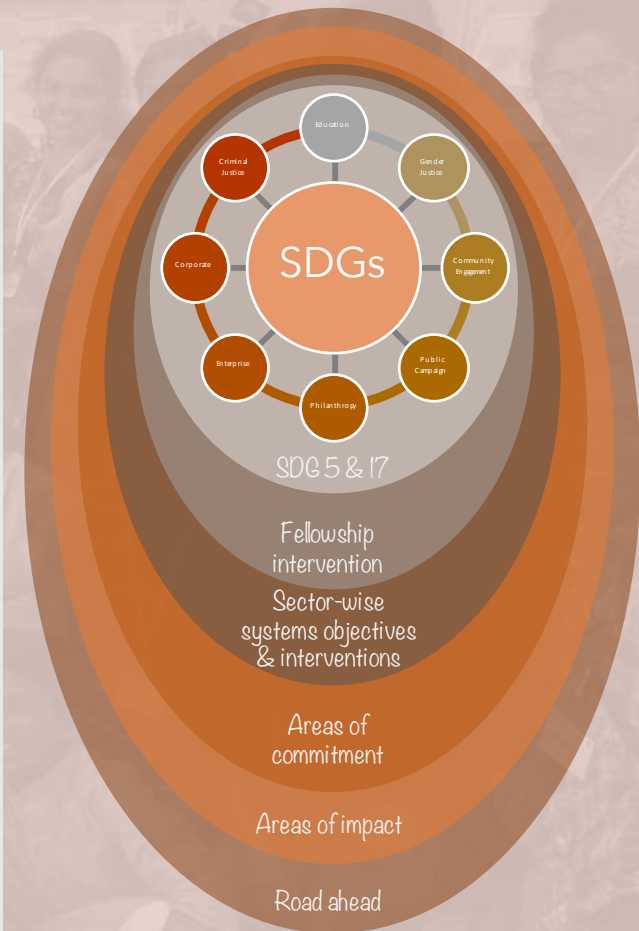 Education
Criminal
Justice
Gender
Justice
SDGs
Corporate
Community
Engagement
Enterprise
Public
Campaign
Philanthropy
SDG 5 & 17
Fellowship
intervention
Sector-wise
systems objectives
& interventions
Areas of
commitment
Areas of impact
Road ahead